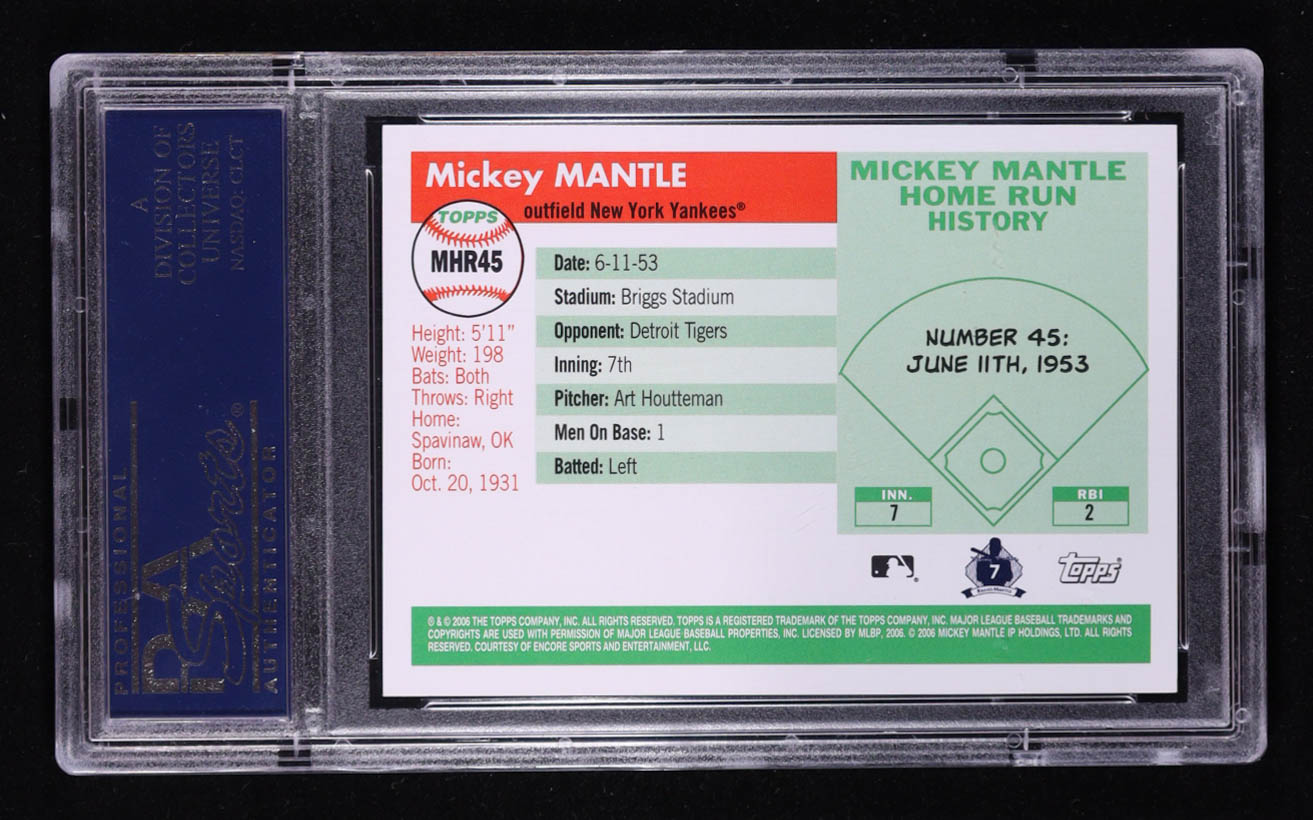 A
DIVISION OF
COLLECTORS
UNIVERSE
NASDAQ: CLCT
PROFESSIONAL
PSA
Sports®
AUTHENTICATOR
Mickey MANTLE
outfield New York Yankees®
TOPPS
MHR45
Height: 5'11"
Weight: 198
Bats: Both
Throws: Right
Home:
Spavinaw, OK
Born:
Oct. 20, 1931
Date: 6-11-53
Stadium: Briggs Stadium
Opponent: Detroit Tigers
Inning: 7th
Pitcher: Art Houtteman
Men On Base: 1
Batted: Left
MICKEY MANTLE
HOME RUN
HISTORY
NUMBER 45:
JUNE 11TH, 1953
INN.
7
RBI
2
7
Mickey Mantle
topps
® & © 2006 THE TOPPS COMPANY, INC. ALL RIGHTS RESERVED. TOPPS IS A REGISTERED TRADEMARK OF THE TOPPS COMPANY, INC. MAJOR LEAGUE BASEBALL TRADEMARKS AND
COPYRIGHTS ARE USED WITH PERMISSION OF MAJOR LEAGUE BASEBALL PROPERTIES, INC. LICENSED BY MLBP, 2006. © 2006 MICKEY MANTLE IP HOLDINGS, LTD. ALL RIGHTS
RESERVED. COURTESY OF ENCORE SPORTS AND ENTERTAINMENT, LLC.